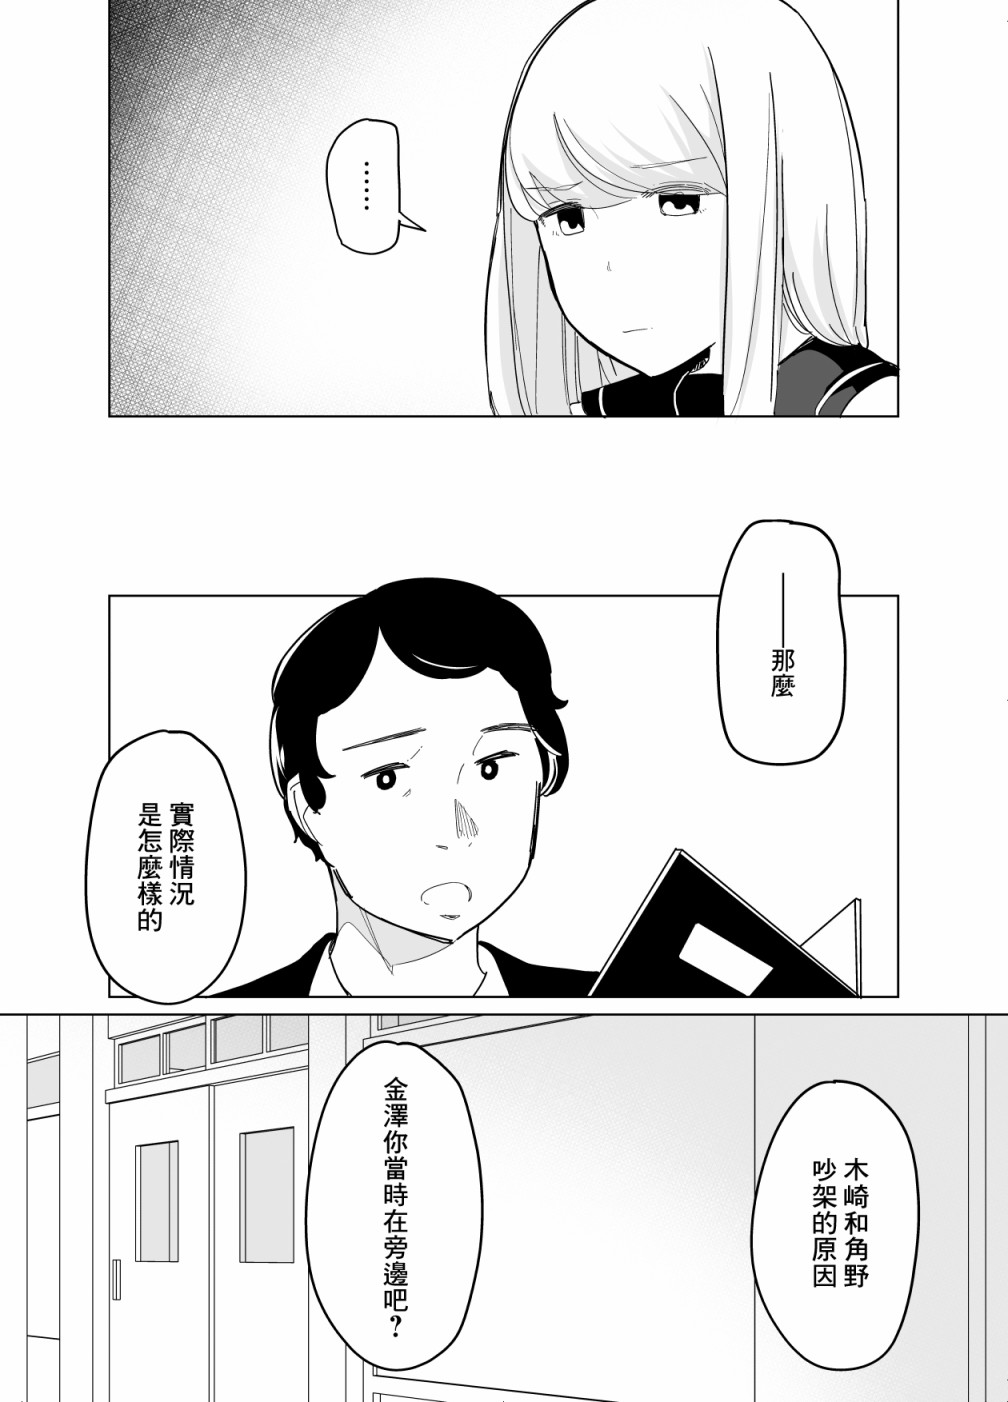 ……
──那麼
實際情況
是怎麼樣的
木崎和角野
吵架的原因
金澤你當時在旁邊吧？